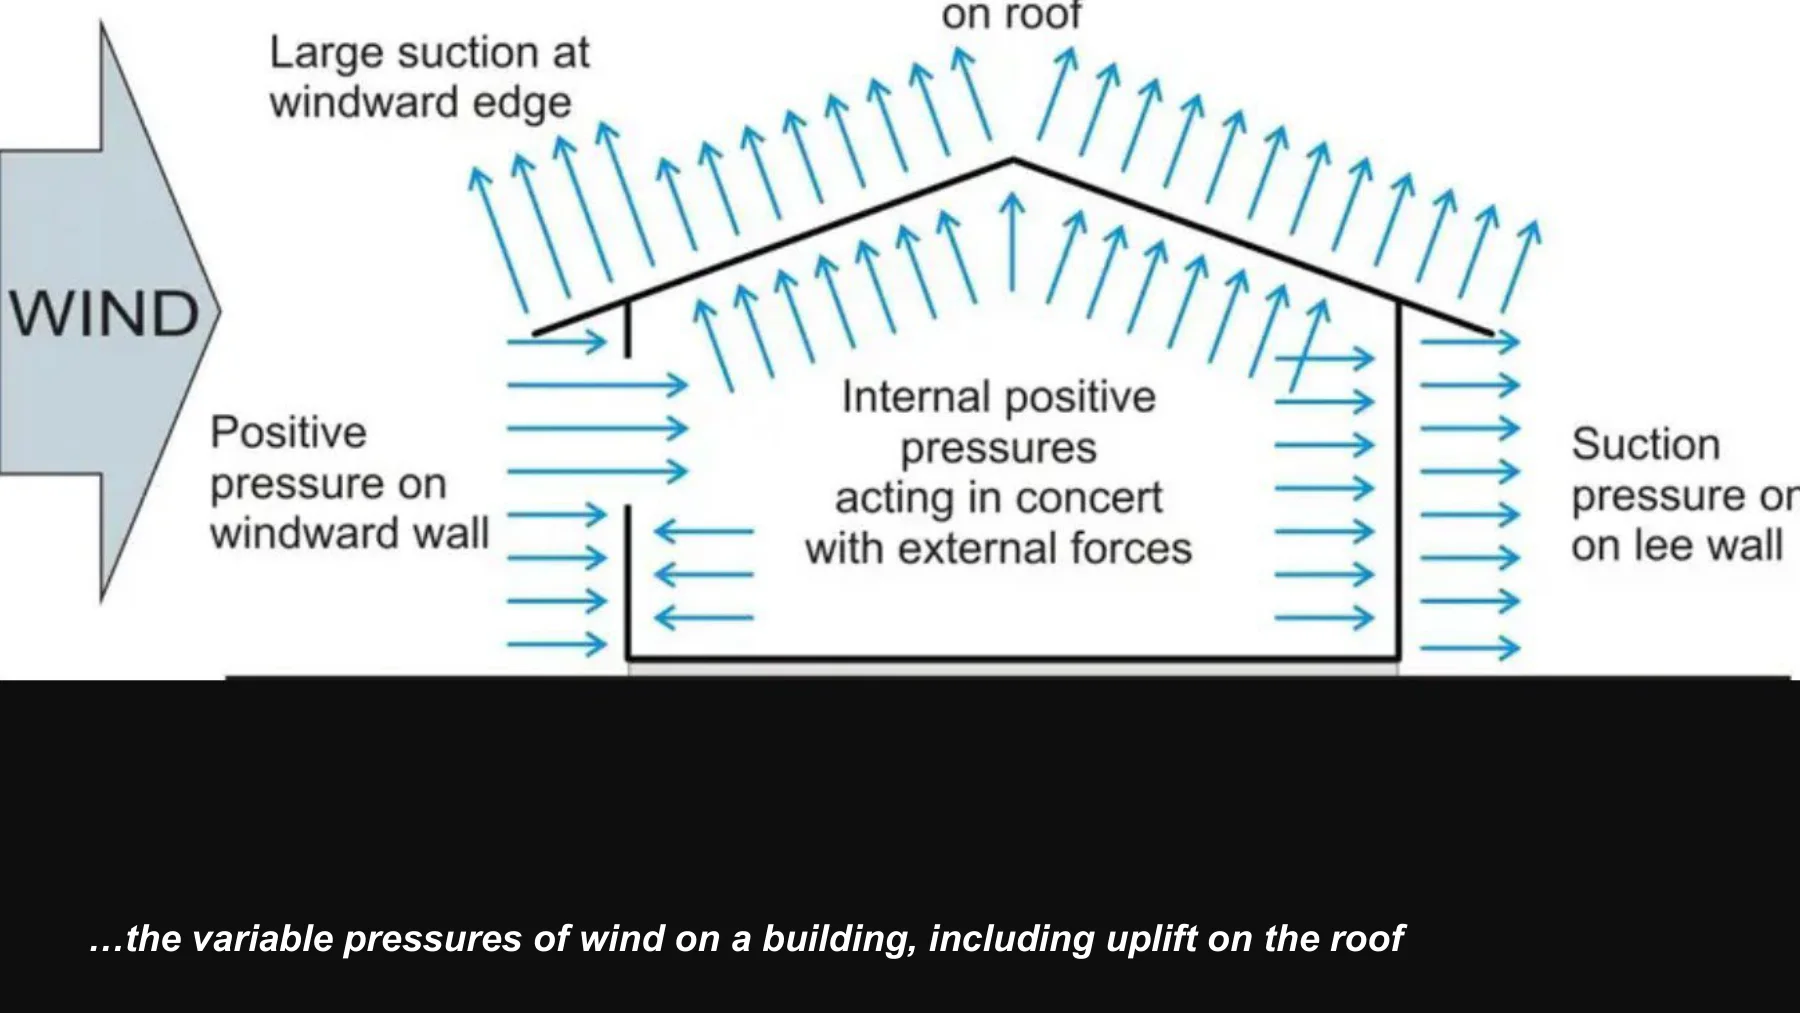 on roof
Large suction at
windward edge
WIND
Positive
pressure on
windward wall
Internal positive
pressures
acting in concert
with external forces
Suction
pressure on
on lee wall
…the variable pressures of wind on a building, including uplift on the roof